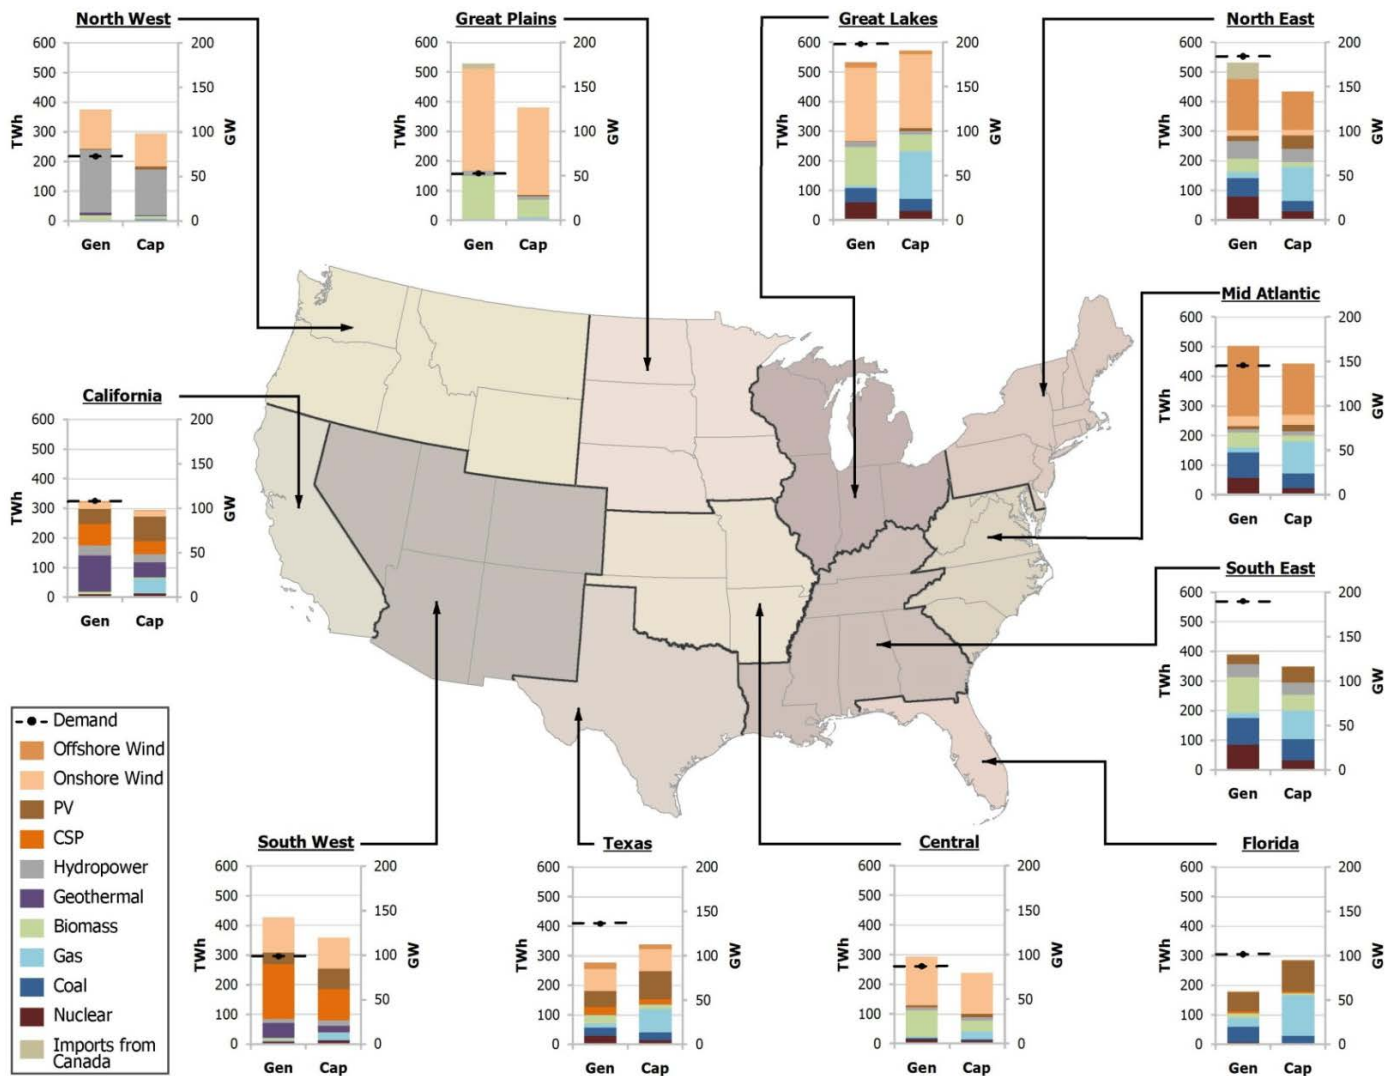 North West
600
500
400
300
200
100
0
TWh
200
150
100
50
0
GW
Gen Cap
Great Plains
600
500
400
300
200
100
0
TWh
200
150
100
50
0
GW
Gen Cap
Great Lakes
600
500
400
300
200
100
0
TWh
200
150
100
50
0
GW
Gen Cap
North East
600
500
400
300
200
100
0
TWh
200
150
100
50
0
GW
Gen Cap
Mid Atlantic
600
500
400
300
200
100
0
TWh
200
150
100
50
0
GW
Gen Cap
California
600
500
400
300
200
100
0
TWh
200
150
100
50
0
GW
Gen Cap
South East
600
500
400
300
200
100
0
TWh
200
150
100
50
0
GW
Gen Cap
Demand
Offshore Wind
Onshore Wind
PV
CSP
Hydropower
Geothermal
Biomass
Gas
Coal
Nuclear
Imports from
Canada
South West
600
500
400
300
200
100
0
TWh
200
150
100
50
0
GW
Gen Cap
Texas
600
500
400
300
200
100
0
TWh
200
150
100
50
0
GW
Gen Cap
Central
600
500
400
300
200
100
0
TWh
200
150
100
50
0
GW
Gen Cap
Florida
600
500
400
300
200
100
0
TWh
200
150
100
50
0
GW
Gen Cap